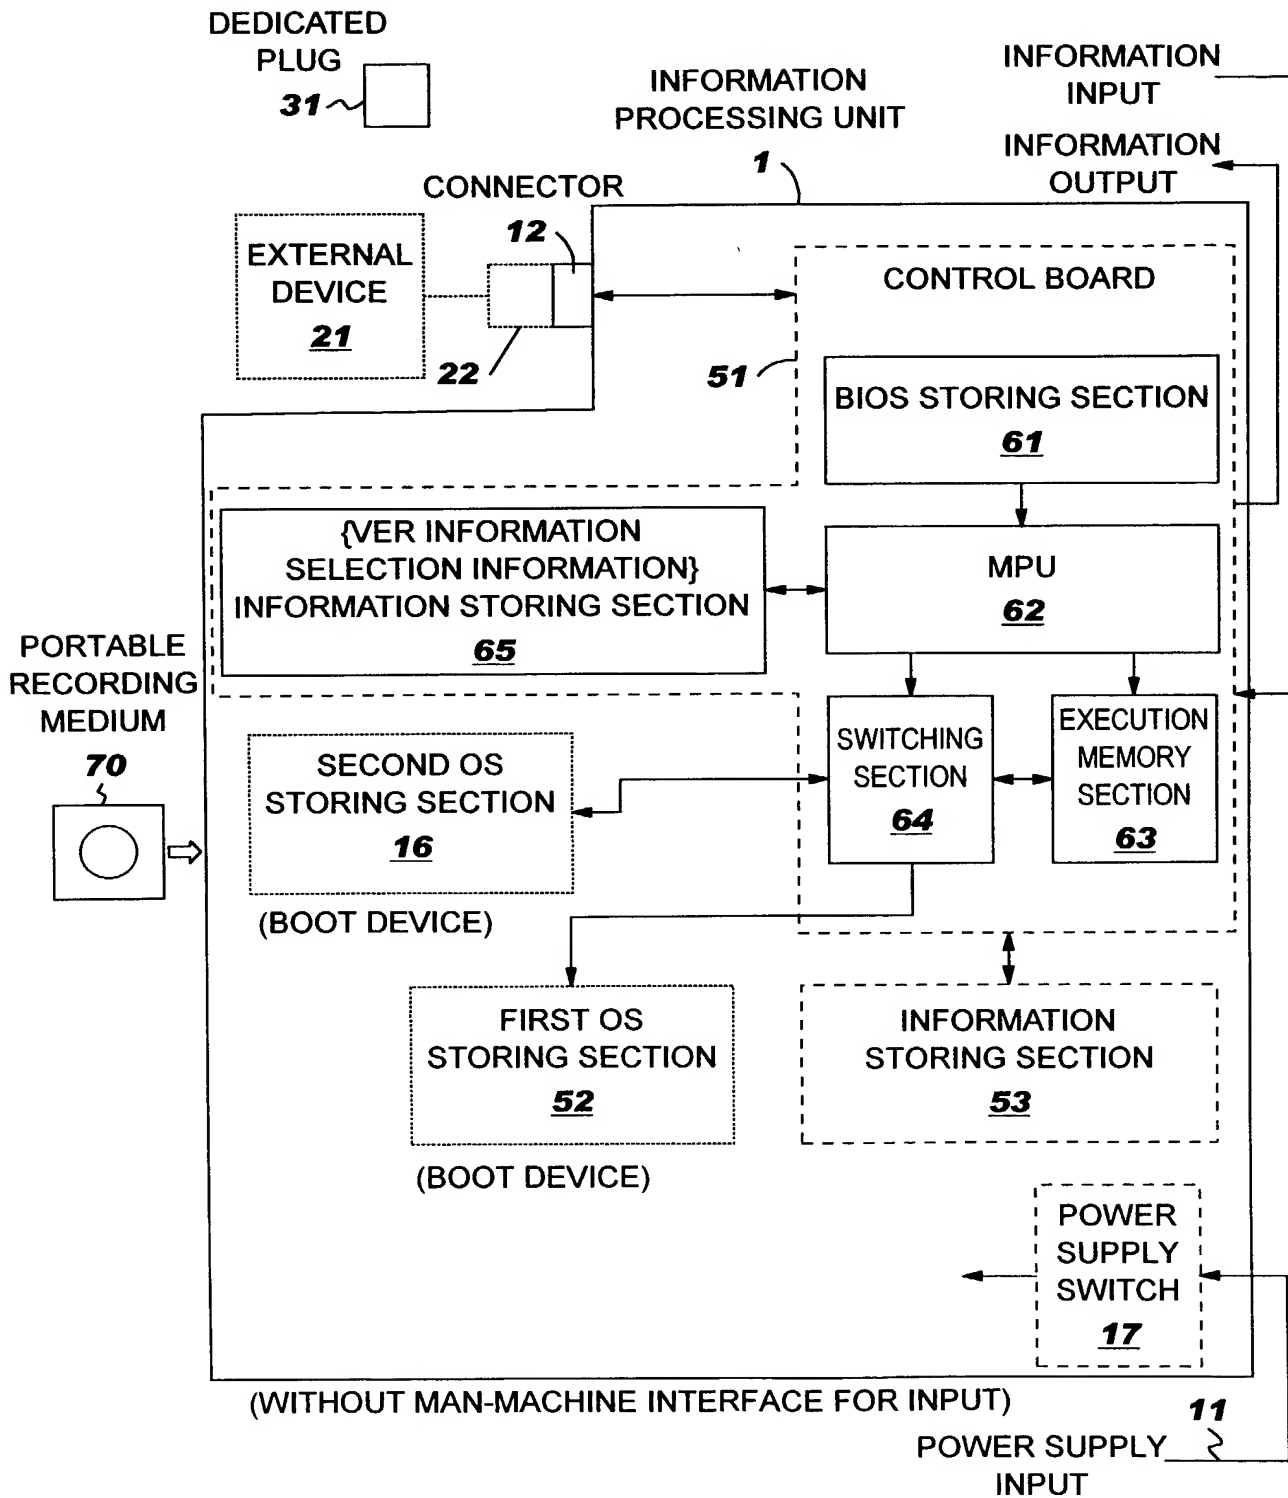 DEDICATED
PLUG
31
INFORMATION
PROCESSING UNIT
1
INFORMATION
INPUT
INFORMATION
OUTPUT
CONNECTOR
12
EXTERNAL
DEVICE
21
22
CONTROL BOARD
51
BIOS STORING SECTION
61
{VER INFORMATION
SELECTION INFORMATION}
INFORMATION STORING SECTION
65
MPU
62
PORTABLE
RECORDING
MEDIUM
70
SECOND OS
STORING SECTION
16
(BOOT DEVICE)
SWITCHING
SECTION
64
EXECUTION
MEMORY
SECTION
63
FIRST OS
STORING SECTION
52
(BOOT DEVICE)
INFORMATION
STORING SECTION
53
POWER
SUPPLY
SWITCH
17
(WITHOUT MAN-MACHINE INTERFACE FOR INPUT)
11
POWER SUPPLY
INPUT